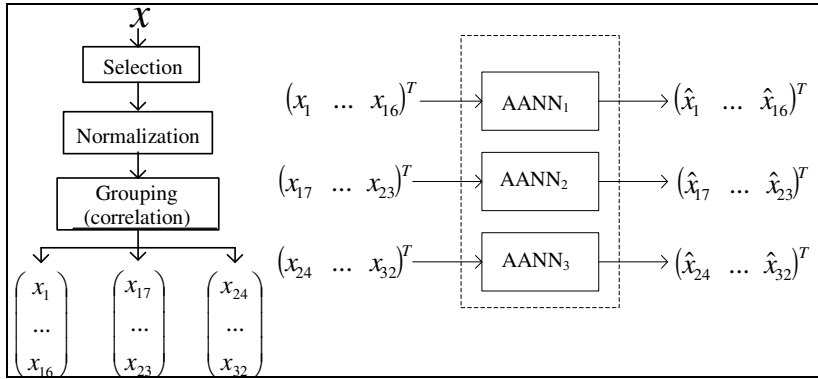 x
Selection
Normalization
Grouping
(correlation)
(x₁ ... x₁₆)
(x₁₇ ... x₂₃)
(x₂₄ ... x₃₂)
(x₁ ... x₁₆)ᵀ
AANN₁
(x̂₁ ... x̂₁₆)ᵀ
(x₁₇ ... x₂₃)ᵀ
AANN₂
(x̂₁₇ ... x̂₂₃)ᵀ
(x₂₄ ... x₃₂)ᵀ
AANN₃
(x̂₂₄ ... x̂₃₂)ᵀ